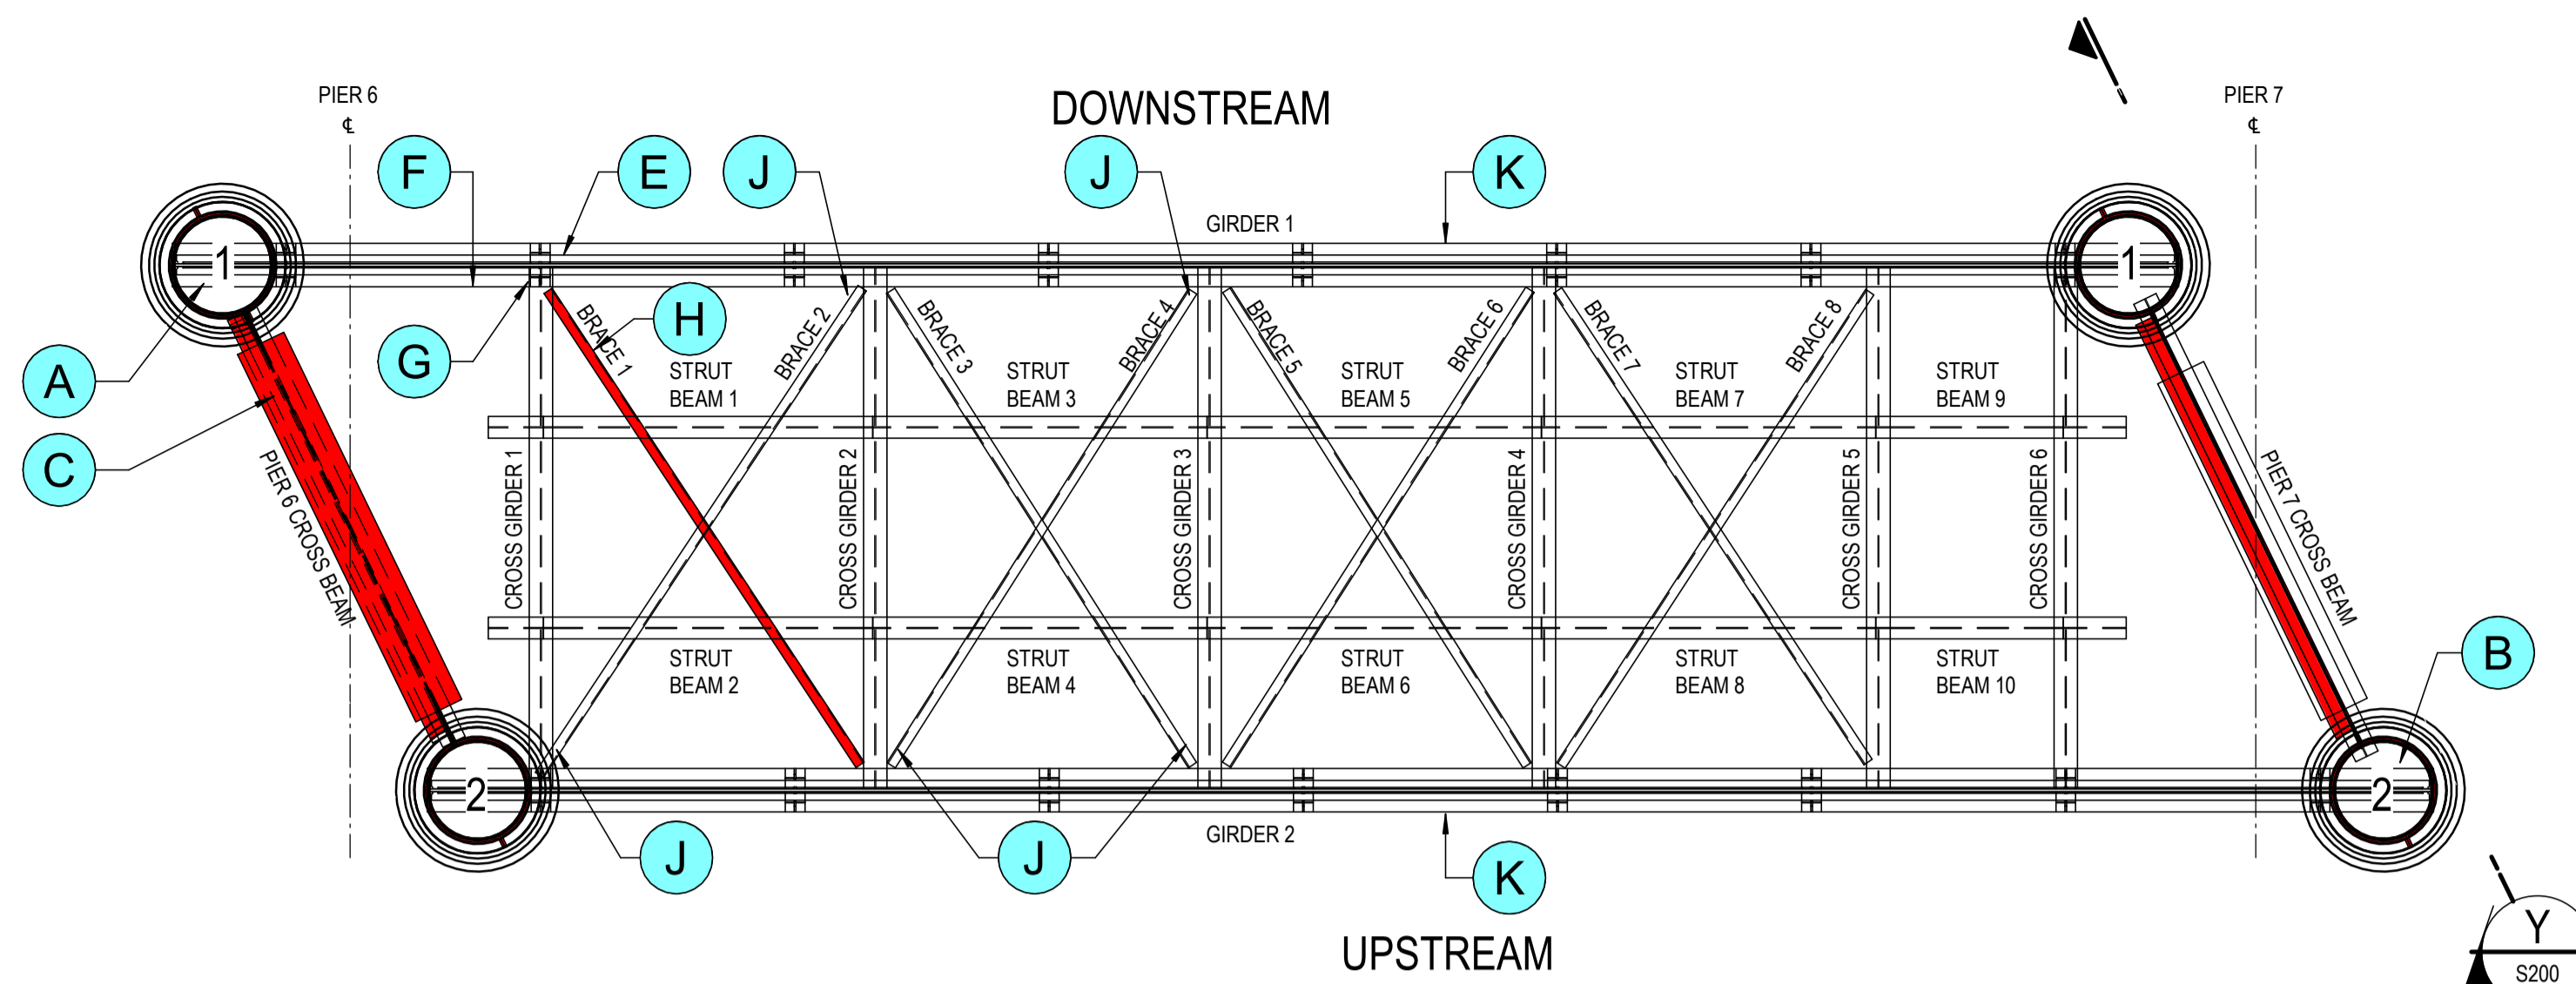 PIER 6
℄
DOWNSTREAM
PIER 7
℄
F
E
J
J
K
GIRDER 1
1
1
A
G
H
C
B
BRACE 1
BRACE 2
BRACE 3
BRACE 4
BRACE 5
BRACE 6
BRACE 7
BRACE 8
STRUT
BEAM 1
STRUT
BEAM 3
STRUT
BEAM 5
STRUT
BEAM 7
STRUT
BEAM 9
PIER 6 CROSS BEAM
CROSS GIRDER 1
CROSS GIRDER 2
CROSS GIRDER 3
CROSS GIRDER 4
CROSS GIRDER 5
CROSS GIRDER 6
PIER 7 CROSS BEAM
STRUT
BEAM 2
STRUT
BEAM 4
STRUT
BEAM 6
STRUT
BEAM 8
STRUT
BEAM 10
2
2
GIRDER 2
J
J
K
UPSTREAM
Y
S200